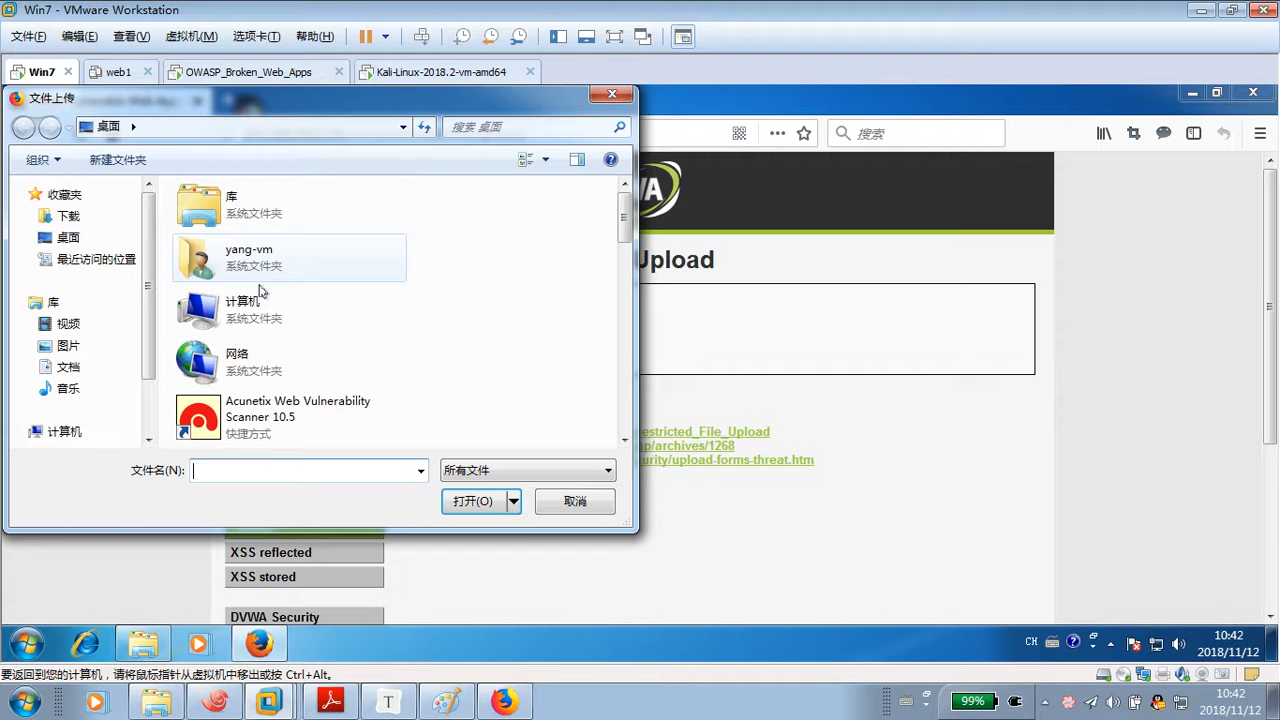 Win7 - VMware Workstation
文件(F) 编辑(E) 查看(V) 虚拟机(M) 选项卡(T) 帮助(H)
Win7 web1 OWASP_Broken_Web_Apps Kali-Linux-2018.2-vm-amd64
文件上传
桌面
搜索 桌面
搜索
组织 新建文件夹
收藏夹
下载
桌面
最近访问的位置
库
视频
图片
文档
音乐
计算机
库
系统文件夹
yang-vm
系统文件夹
计算机
系统文件夹
网络
系统文件夹
Acunetix Web Vulnerability
Scanner 10.5
快捷方式
文件名(N):
所有文件
打开(O) 取消
VA
Upload
estricted_File_Upload
np/archives/1268
curity/upload-forms-threat.htm
XSS reflected
XSS stored
DVWA Security
CH
10:42
2018/11/12
要返回到您的计算机，请将鼠标指针从虚拟机中移出或按 Ctrl+Alt。
99%
10:42
2018/11/12